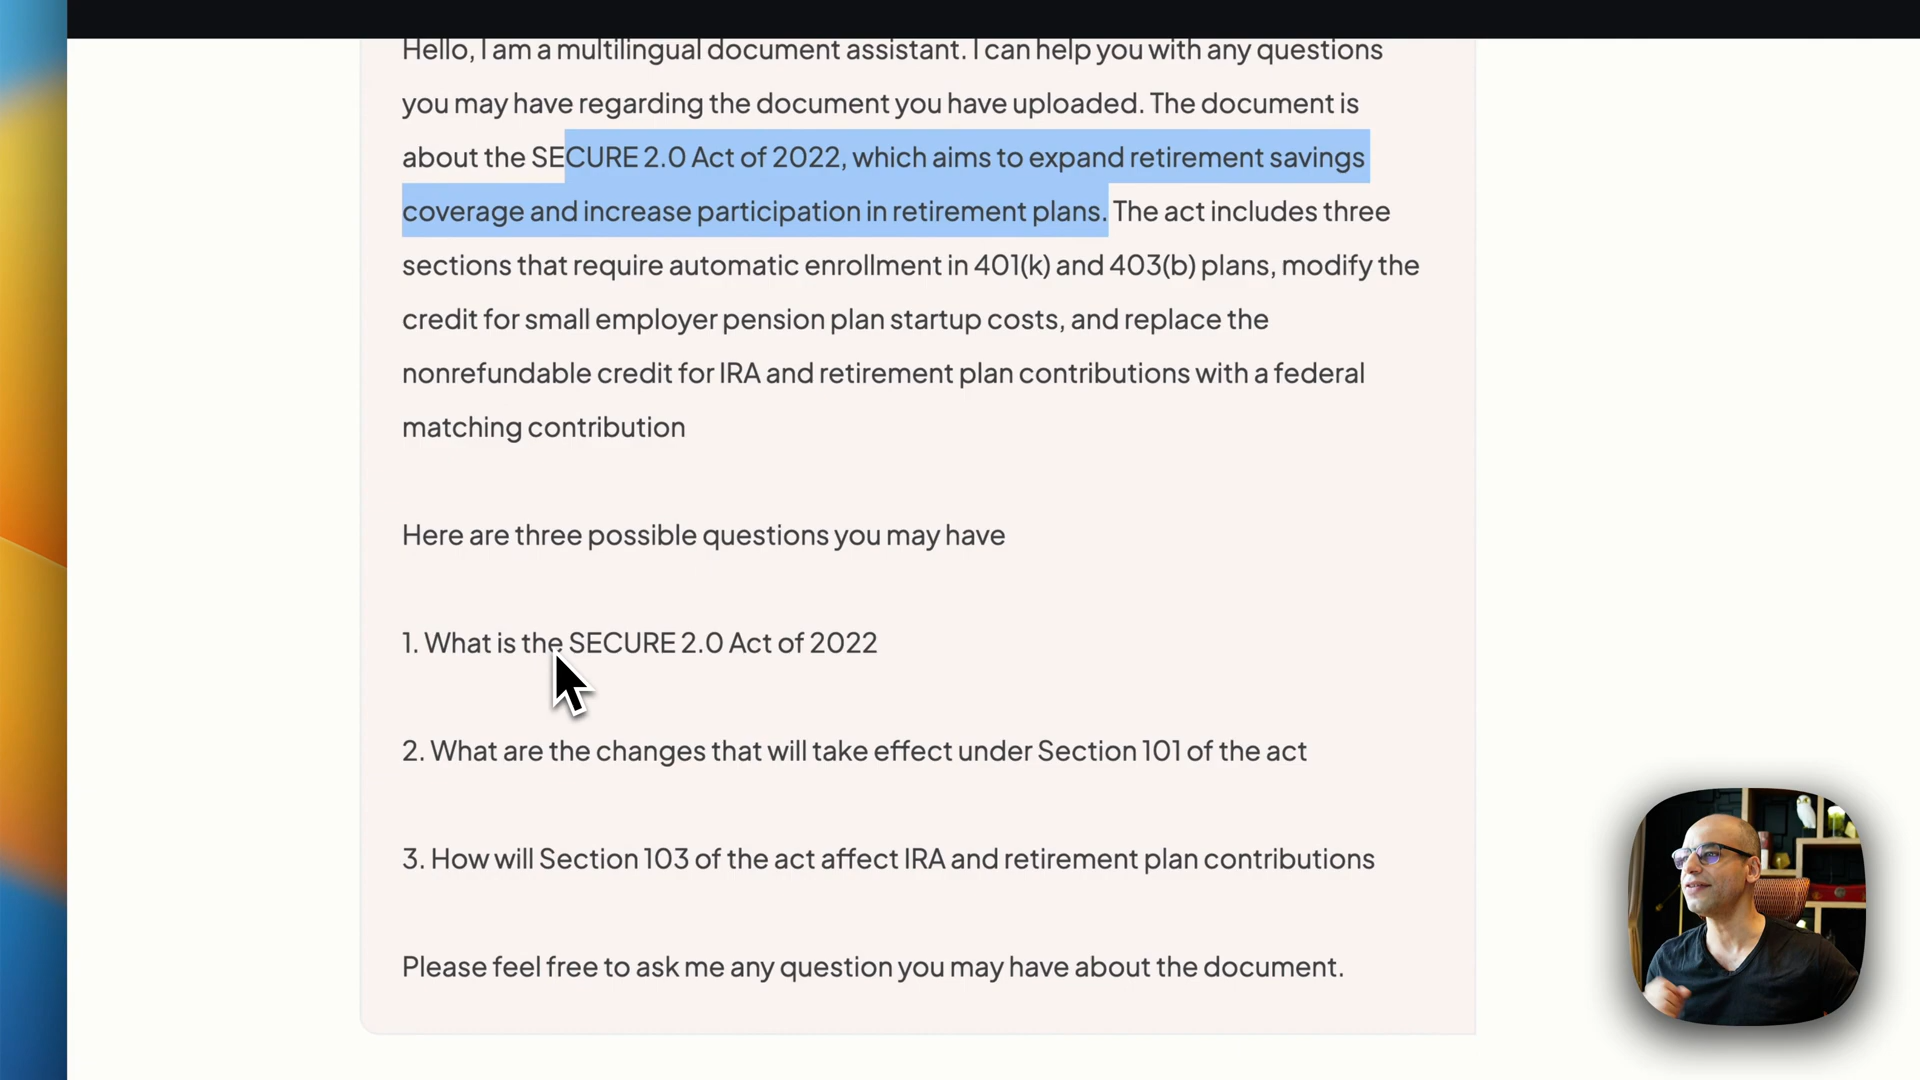 Hello, I am a multilingual document assistant. I can help you with any questions
you may have regarding the document you have uploaded. The document is
about the SECURE 2.0 Act of 2022, which aims to expand retirement savings
coverage and increase participation in retirement plans. The act includes three
sections that require automatic enrollment in 401(k) and 403(b) plans, modify the
credit for small employer pension plan startup costs, and replace the
nonrefundable credit for IRA and retirement plan contributions with a federal
matching contribution
Here are three possible questions you may have
1. What is the SECURE 2.0 Act of 2022
2. What are the changes that will take effect under Section 101 of the act
3. How will Section 103 of the act affect IRA and retirement plan contributions
Please feel free to ask me any question you may have about the document.